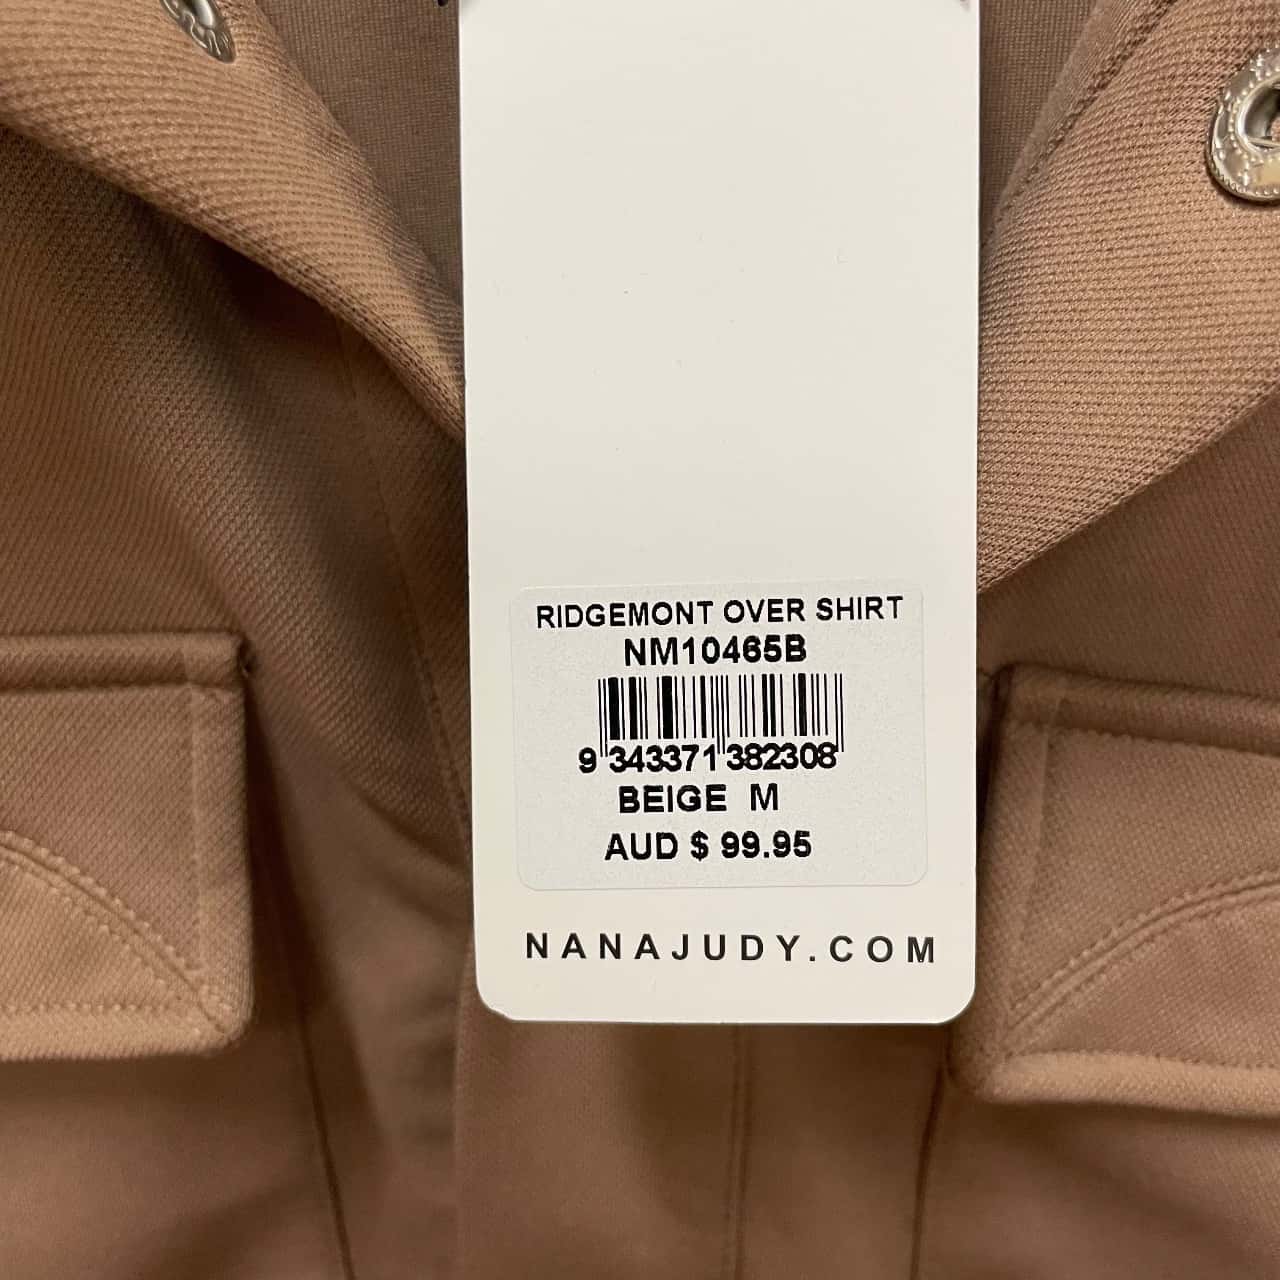 RIDGEMONT OVER SHIRT
NM10465B
9 343371 382308
BEIGE M
AUD $ 99.95
NANAJUDY.COM